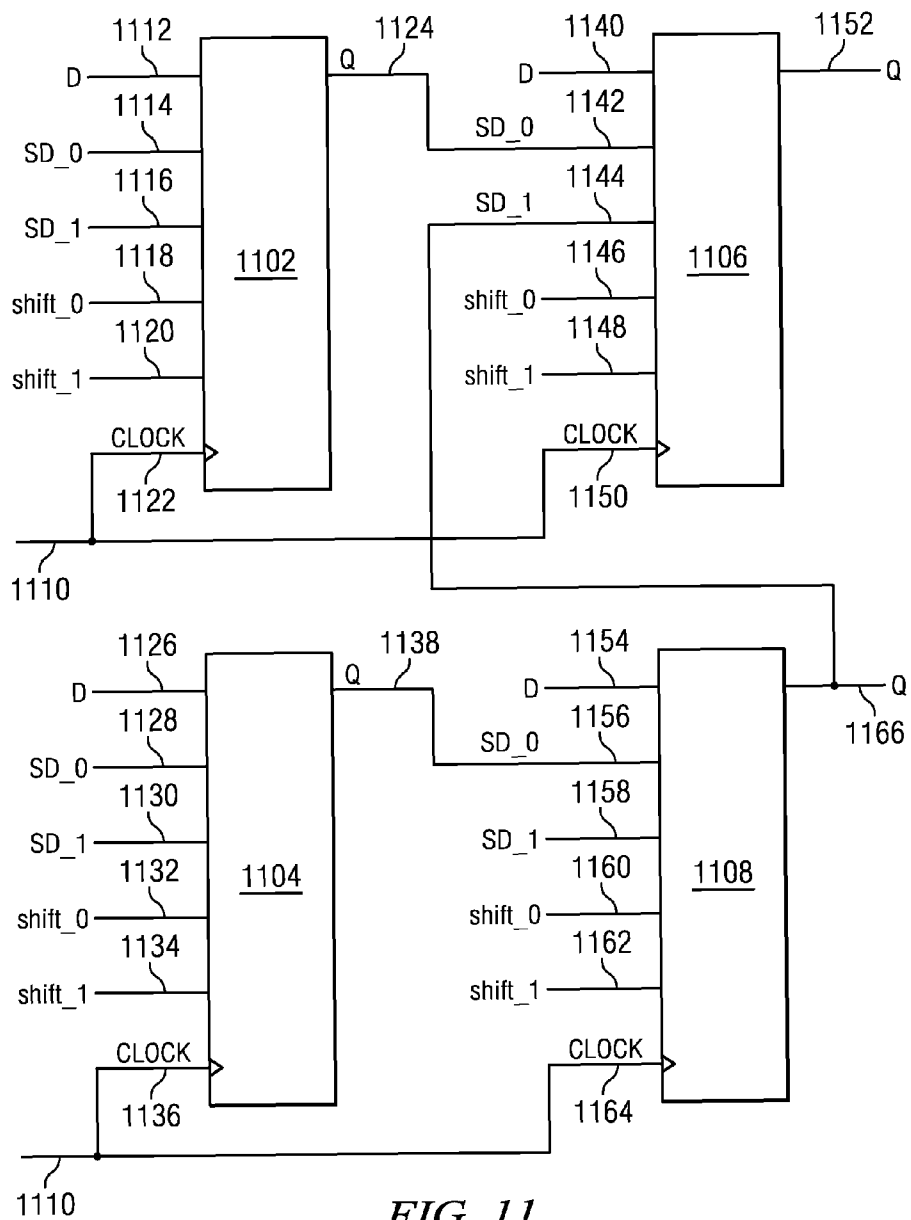 1112
D
1114
SD_0
1116
SD_1
1118
shift_0
1120
shift_1
CLOCK
1122
1110
1102
Q
1124
1140
D
1142
SD_0
1144
SD_1
1146
shift_0
1148
shift_1
CLOCK
1150
1106
1152
Q
1126
D
1128
SD_0
1130
SD_1
1132
shift_0
1134
shift_1
CLOCK
1136
1110
1104
Q
1138
1154
D
1156
SD_0
1158
SD_1
1160
shift_0
1162
shift_1
CLOCK
1164
1108
Q
1166
FIG. 11